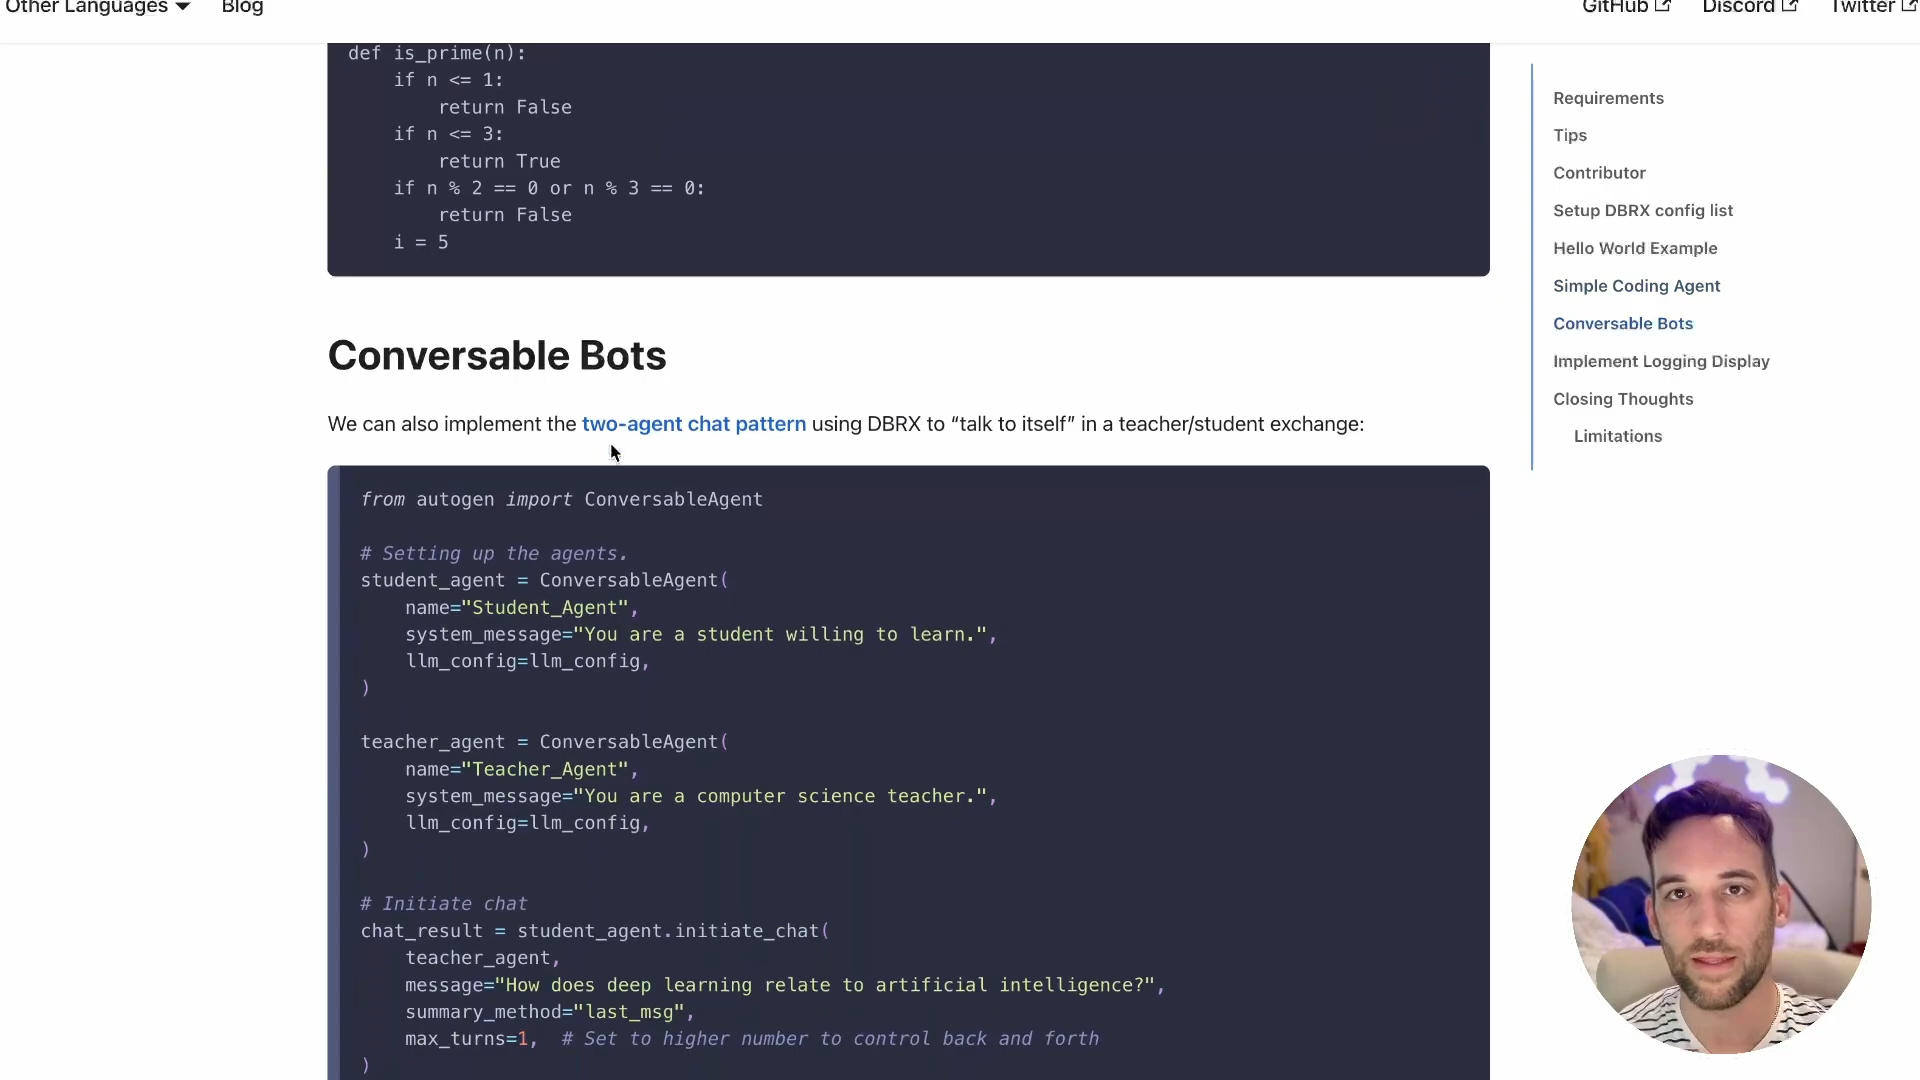 Other Languages
Blog
GitHub
Discord
Twitter
def is_prime(n):
    if n <= 1:
        return False
    if n <= 3:
        return True
    if n % 2 == 0 or n % 3 == 0:
        return False
    i = 5
Conversable Bots
We can also implement the two-agent chat pattern using DBRX to “talk to itself” in a teacher/student exchange:
from autogen import ConversableAgent
# Setting up the agents.
student_agent = ConversableAgent(
    name="Student_Agent",
    system_message="You are a student willing to learn.",
    llm_config=llm_config,
)
teacher_agent = ConversableAgent(
    name="Teacher_Agent",
    system_message="You are a computer science teacher.",
    llm_config=llm_config,
)
# Initiate chat
chat_result = student_agent.initiate_chat(
    teacher_agent,
    message="How does deep learning relate to artificial intelligence?",
    summary_method="last_msg",
    max_turns=1,  # Set to higher number to control back and forth
)
Requirements
Tips
Contributor
Setup DBRX config list
Hello World Example
Simple Coding Agent
Conversable Bots
Implement Logging Display
Closing Thoughts
Limitations